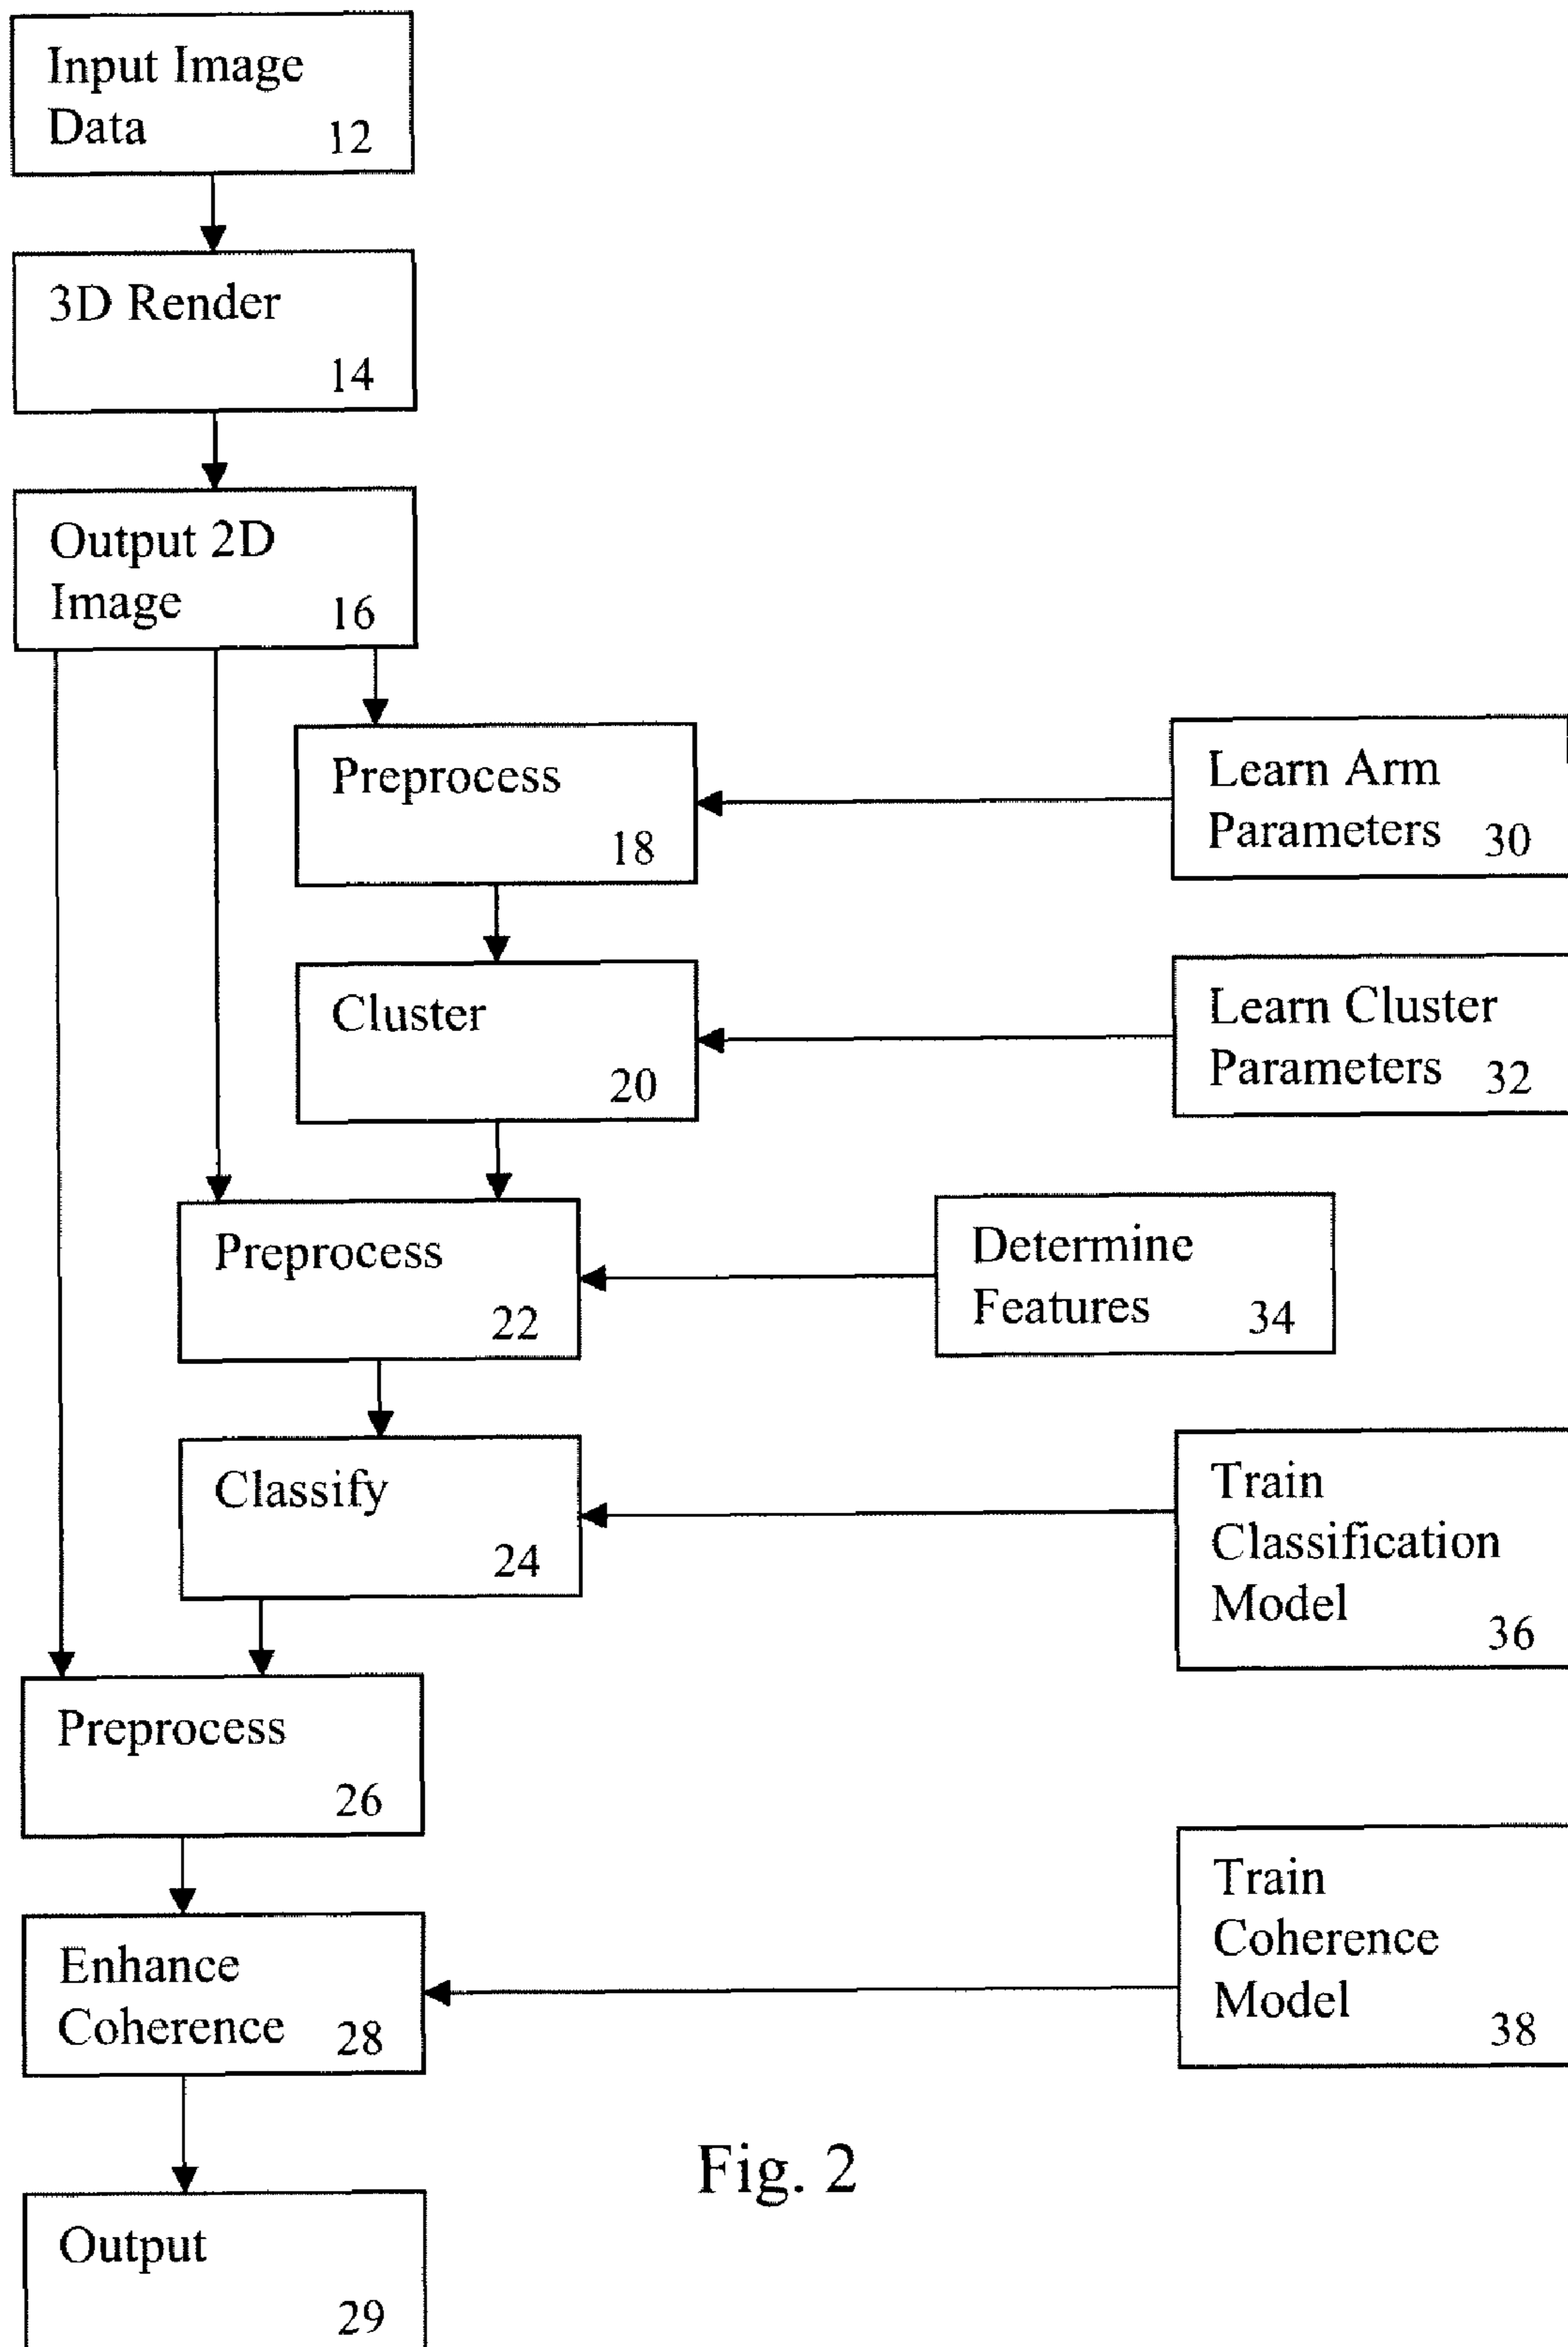 Input Image
Data 12
3D Render
14
Output 2D
Image 16
Preprocess
18
Learn Arm
Parameters 30
Cluster
20
Learn Cluster
Parameters 32
Preprocess
22
Determine
Features 34
Classify
24
Train
Classification
Model
36
Preprocess
26
Enhance
Coherence 28
Train
Coherence
Model
38
Output
29
Fig. 2